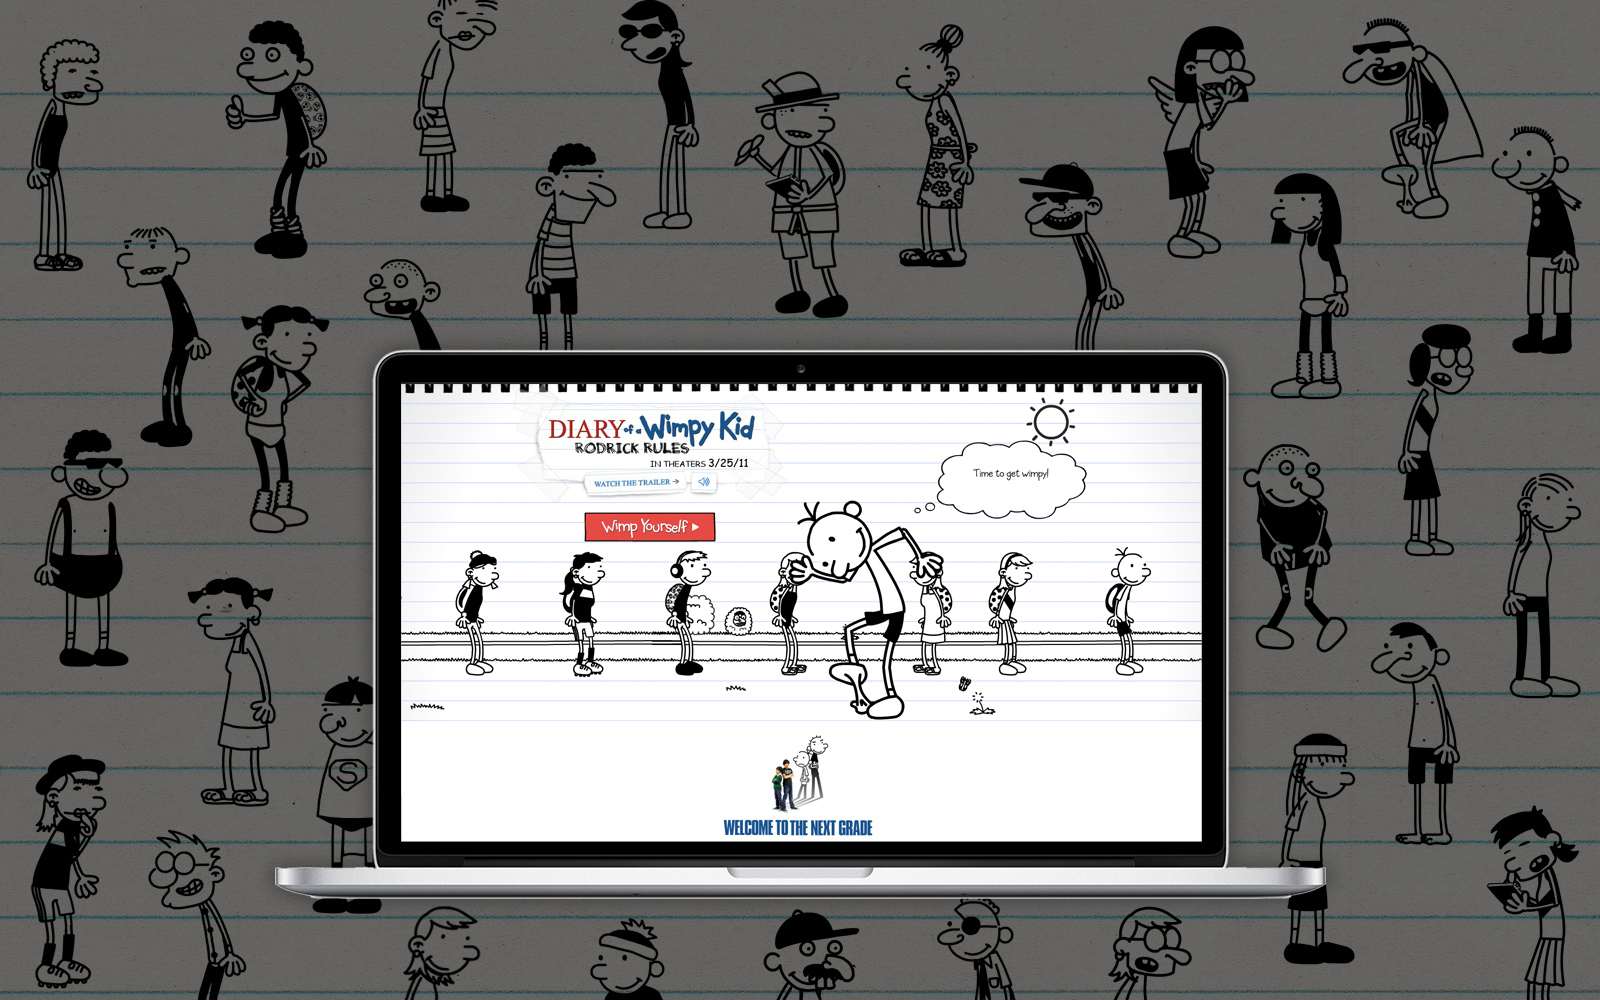 DIARY of a Wimpy Kid
RODRICK RULES
IN THEATERS 3/25/11
WATCH THE TRAILER →
Wimp Yourself ▸
Time to get wimpy!
S
WELCOME TO THE NEXT GRADE